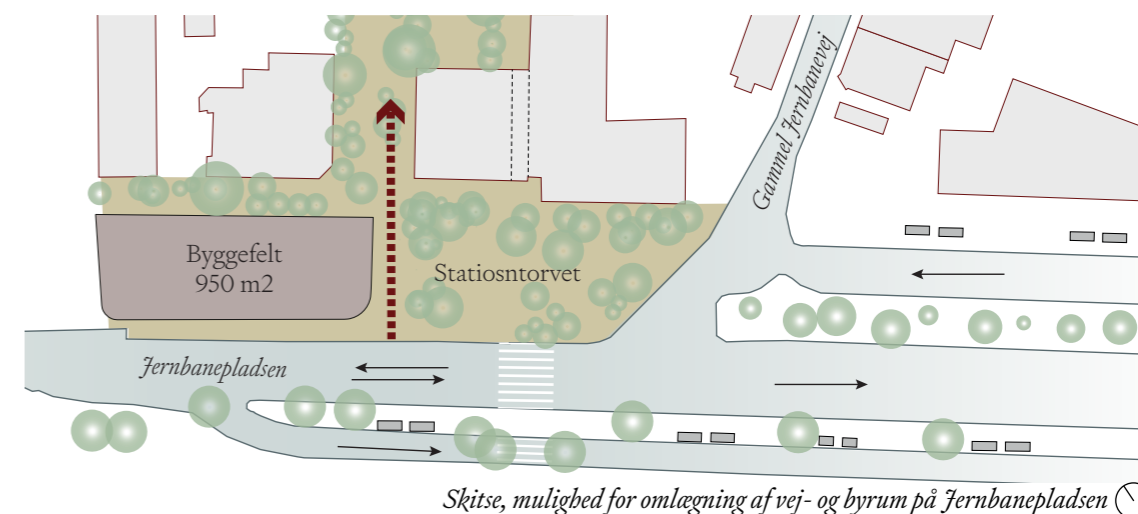 Gammel Jernbanevej
Byggefelt
950 m2
Statiosntorvet
Jernbanepladsen
Skitse, mulighed for omlægning af vej- og byrum på Jernbanepladsen